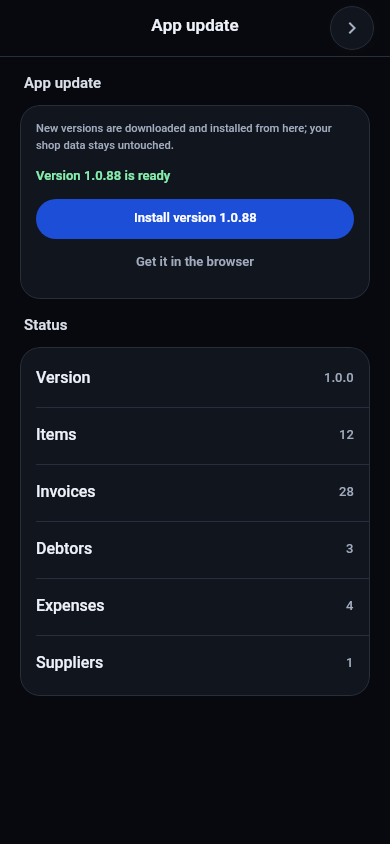 App update
App update
New versions are downloaded and installed from here; your
shop data stays untouched.
Version 1.0.88 is ready
Install version 1.0.88
Get it in the browser
Status
Version 1.0.0
Items 12
Invoices 28
Debtors 3
Expenses 4
Suppliers 1